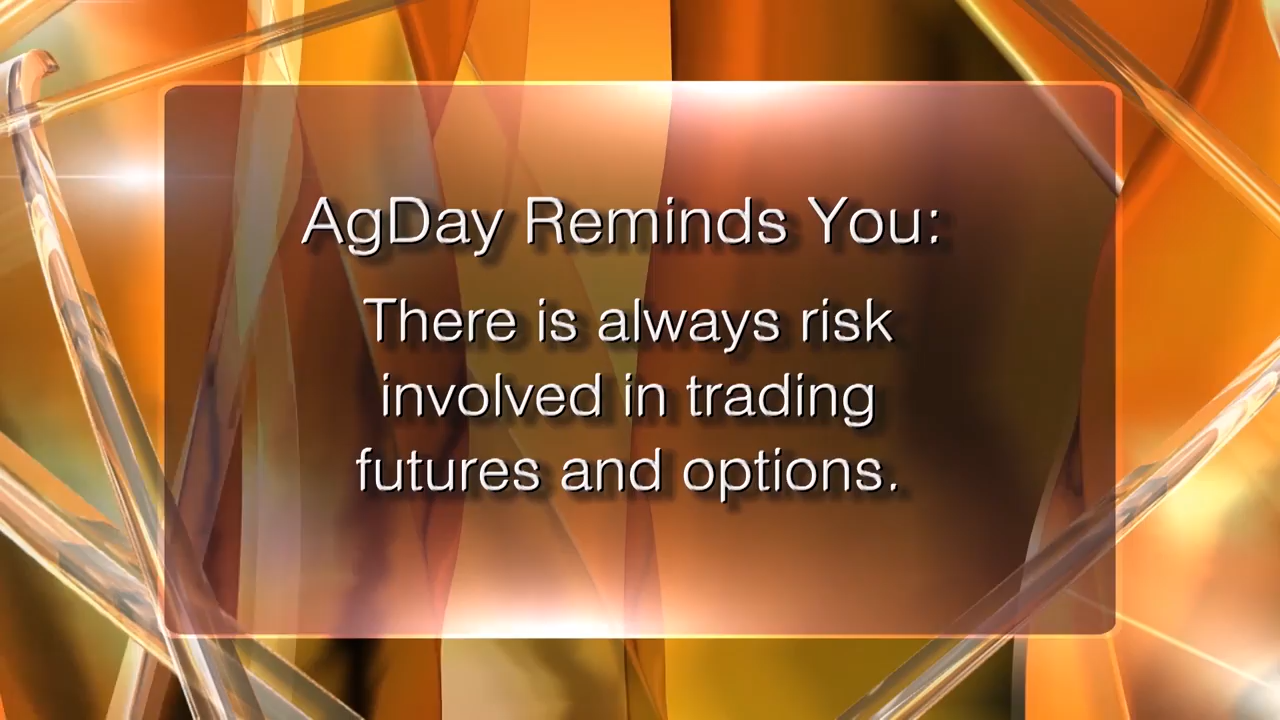 AgDay Reminds You:
There is always risk
involved in trading
futures and options.